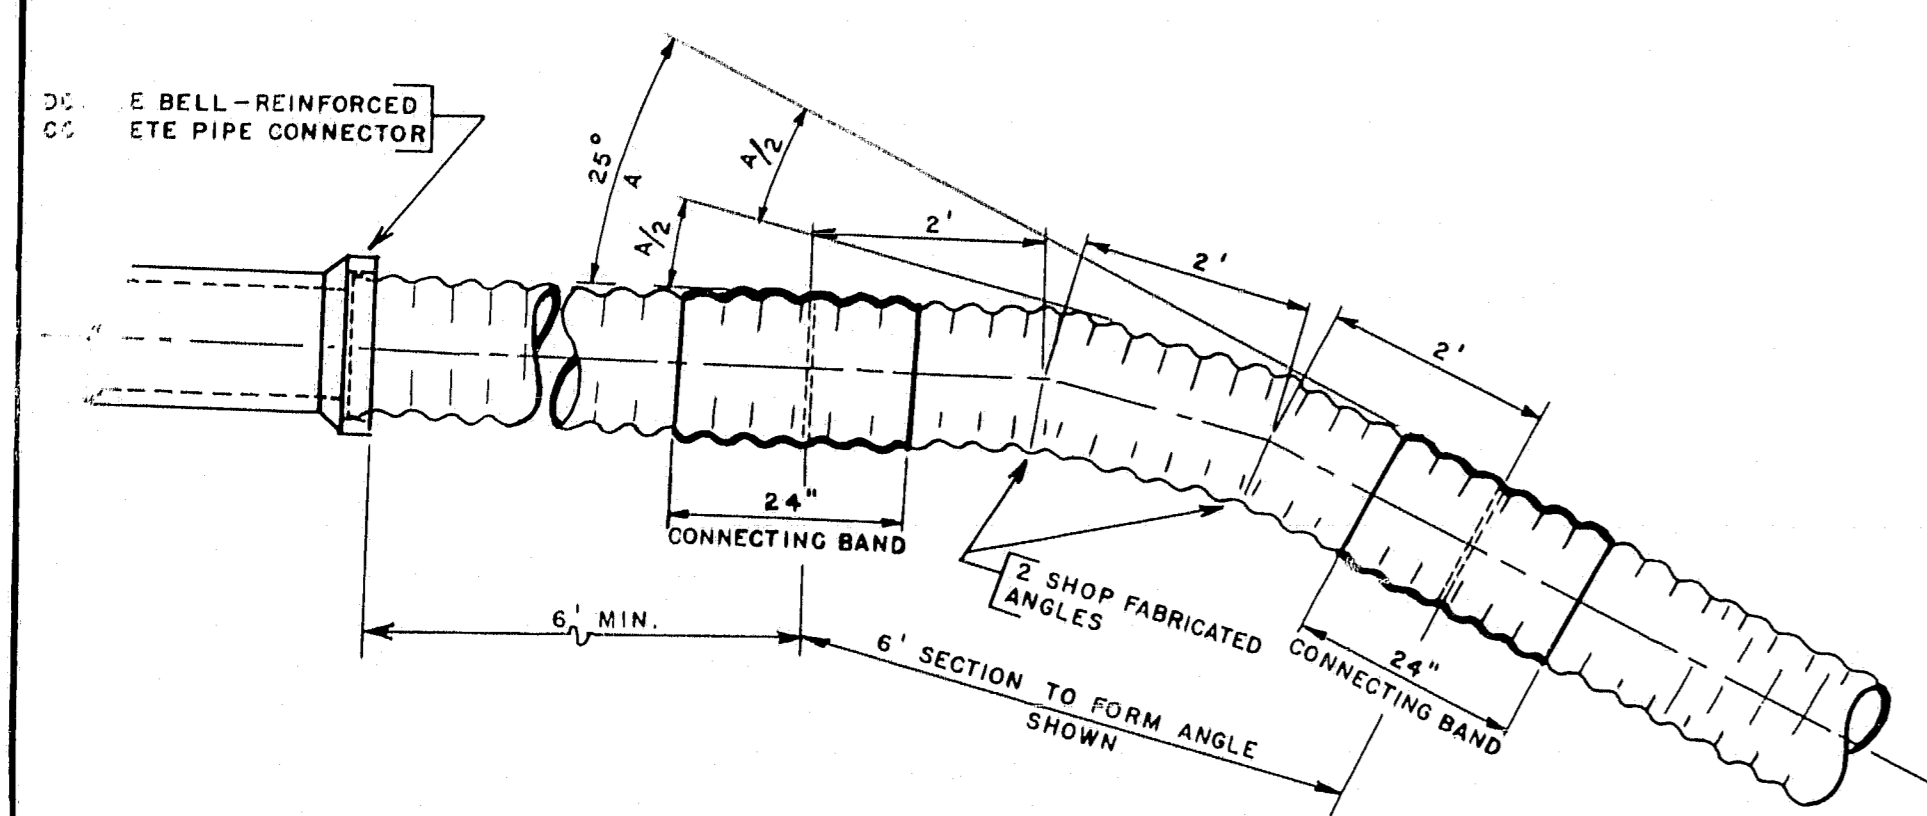 E BELL-REINFORCED
ETE PIPE CONNECTOR
25°
A
A/2
A/2
2'
2'
2'
24"
CONNECTING BAND
6' MIN.
2 SHOP FABRICATED
ANGLES
6' SECTION TO FORM ANGLE
SHOWN
24"
CONNECTING BAND